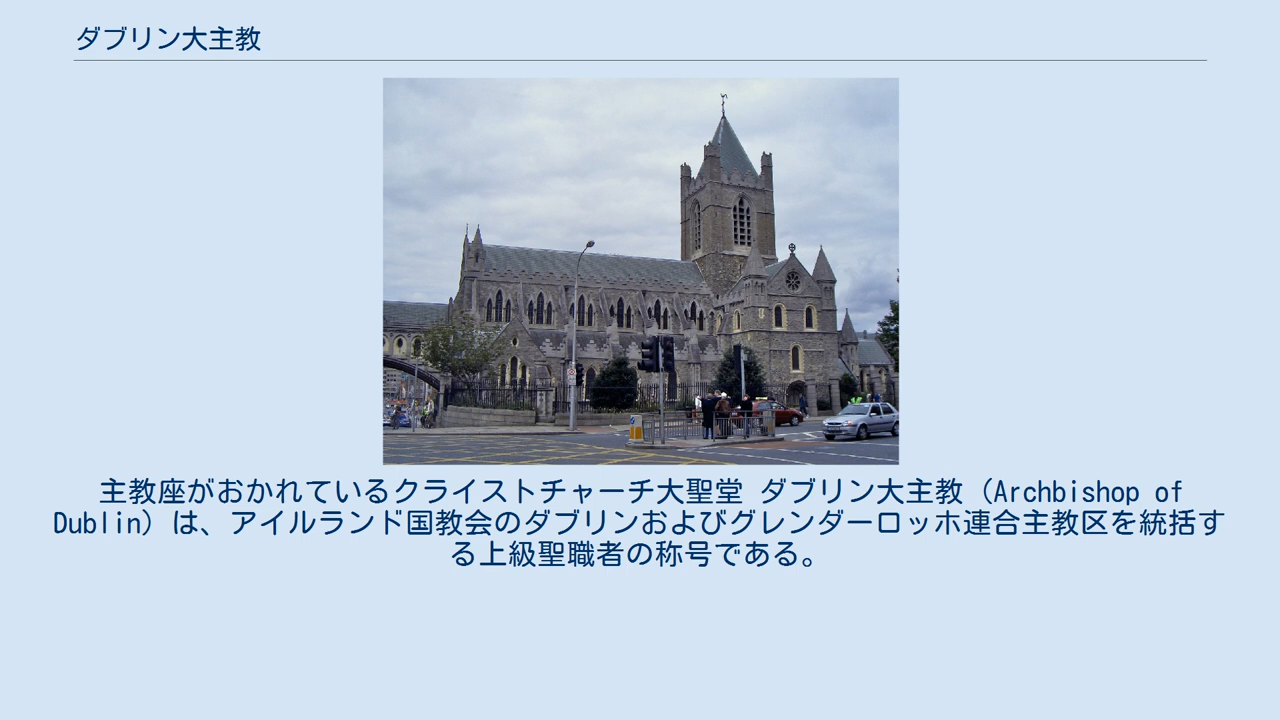 ダブリン大主教
主教座がおかれているクライストチャーチ大聖堂 ダブリン大主教（Archbishop of
Dublin）は、アイルランド国教会のダブリンおよびグレンダーロッホ連合主教区を統括す
る上級聖職者の称号である。